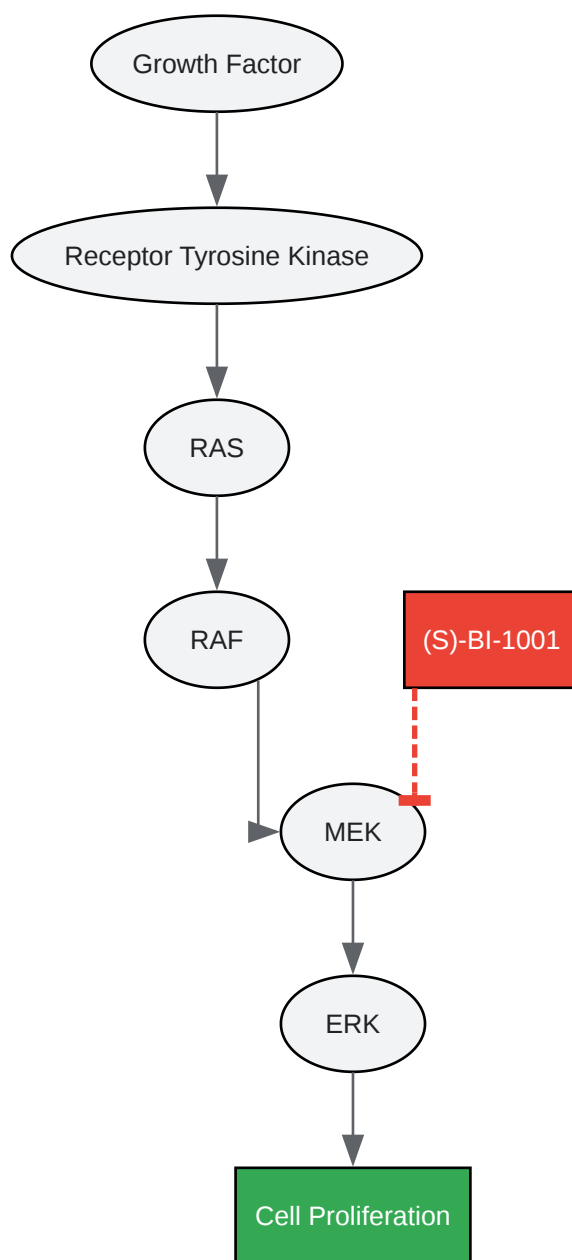 Growth Factor
Receptor Tyrosine Kinase
RAS
RAF
(S)-BI-1001
MEK
ERK
Cell Proliferation